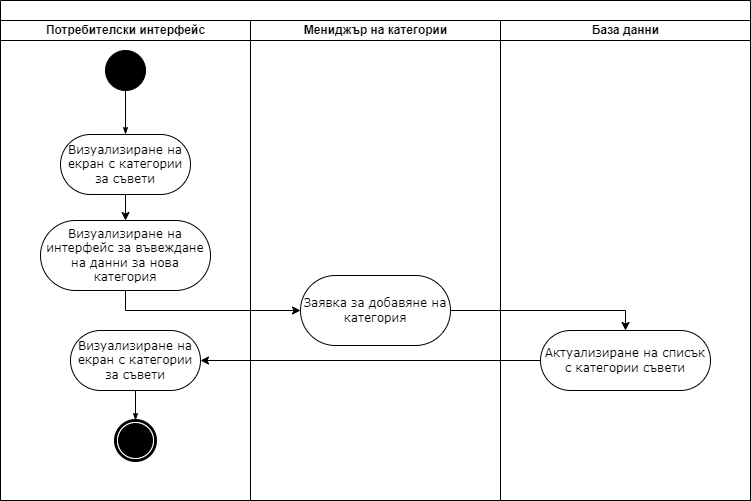 Потребителски интерфейс
Мениджър на категории
База данни
Визуализиране на
екран с категории
за съвети
Визуализиране на
интерфейс за въвеждане
на данни за нова
категория
Заявка за добавяне на
категория
Актуализиране на списък
с категории съвети
Визуализиране на
екран с категории
за съвети